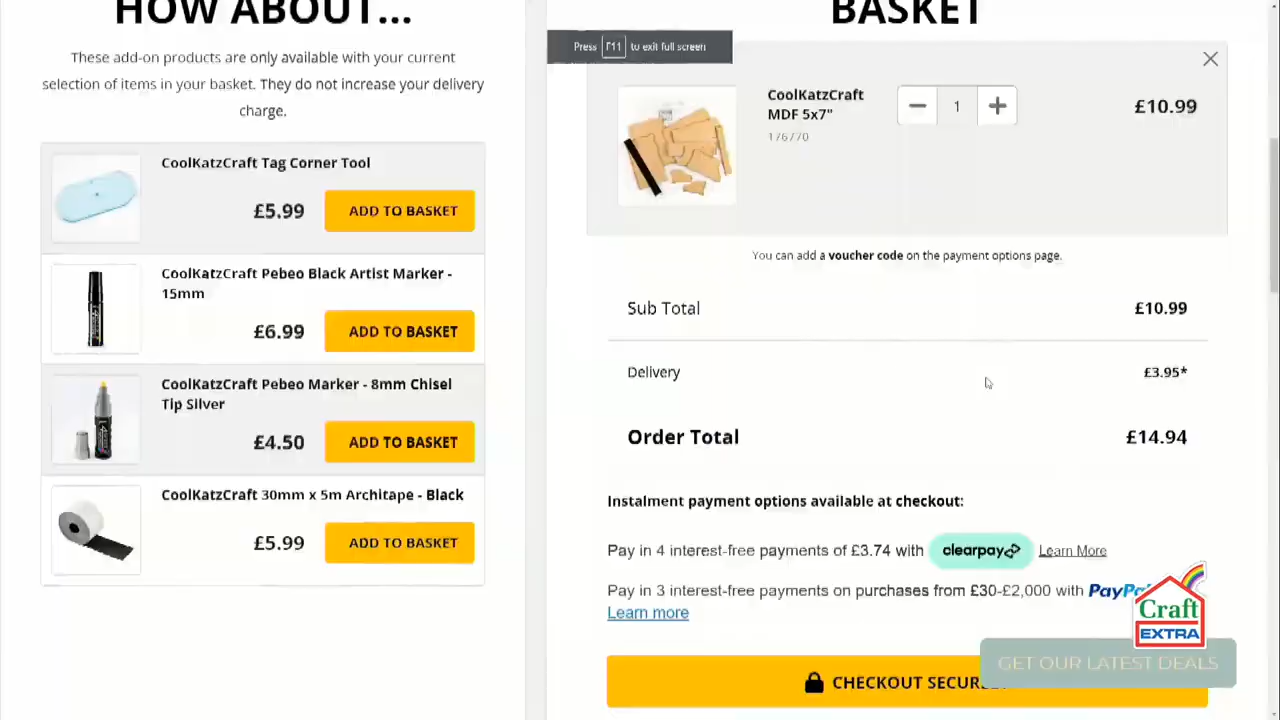 HOW ABOUT...
These add-on products are only available with your current
selection of items in your basket. They do not increase your delivery
charge.
CoolKatzCraft Tag Corner Tool
£5.99 ADD TO BASKET
CoolKatzCraft Pebeo Black Artist Marker -
15mm
£6.99 ADD TO BASKET
CoolKatzCraft Pebeo Marker - 8mm Chisel
Tip Silver
£4.50 ADD TO BASKET
CoolKatzCraft 30mm x 5m Architape - Black
£5.99 ADD TO BASKET
BASKET
Press F11 to exit full screen
CoolKatzCraft
MDF 5x7"
176770
1
£10.99
You can add a voucher code on the payment options page.
Sub Total £10.99
Delivery £3.95*
Order Total £14.94
Instalment payment options available at checkout:
Pay in 4 interest-free payments of £3.74 with clearpay Learn More
Pay in 3 interest-free payments on purchases from £30-£2,000 with
Learn more
Craft
EXTRA
GET OUR LATEST DEALS
CHECKOUT